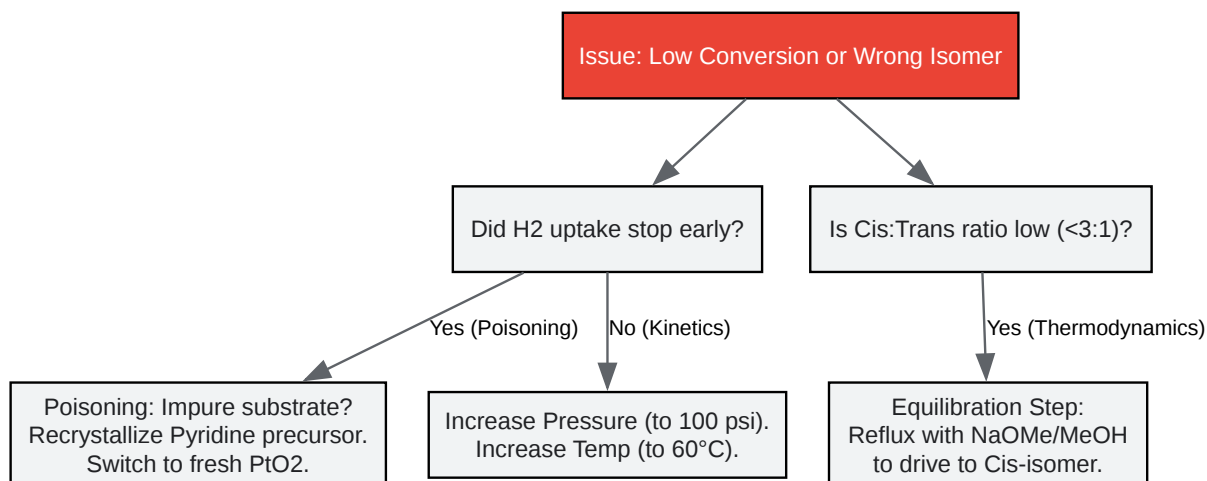 Issue: Low Conversion or Wrong Isomer
Did H2 uptake stop early?
Is Cis:Trans ratio low (<3:1)?
Yes (Poisoning)
No (Kinetics)
Yes (Thermodynamics)
Poisoning: Impure substrate?
Recrystallize Pyridine precursor.
Switch to fresh PtO2.
Increase Pressure (to 100 psi).
Increase Temp (to 60°C).
Equilibration Step:
Reflux with NaOMe/MeOH
to drive to Cis-isomer.